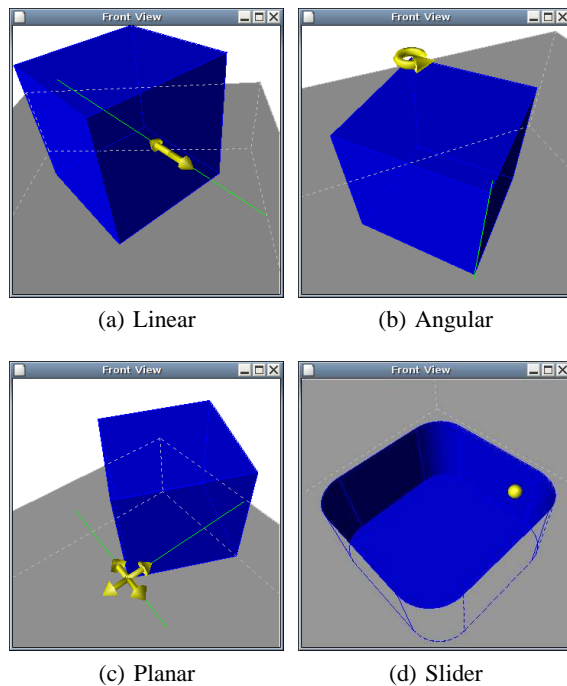 Front View
Front View
(a) Linear
(b) Angular
Front View
Front View
(c) Planar
(d) Slider